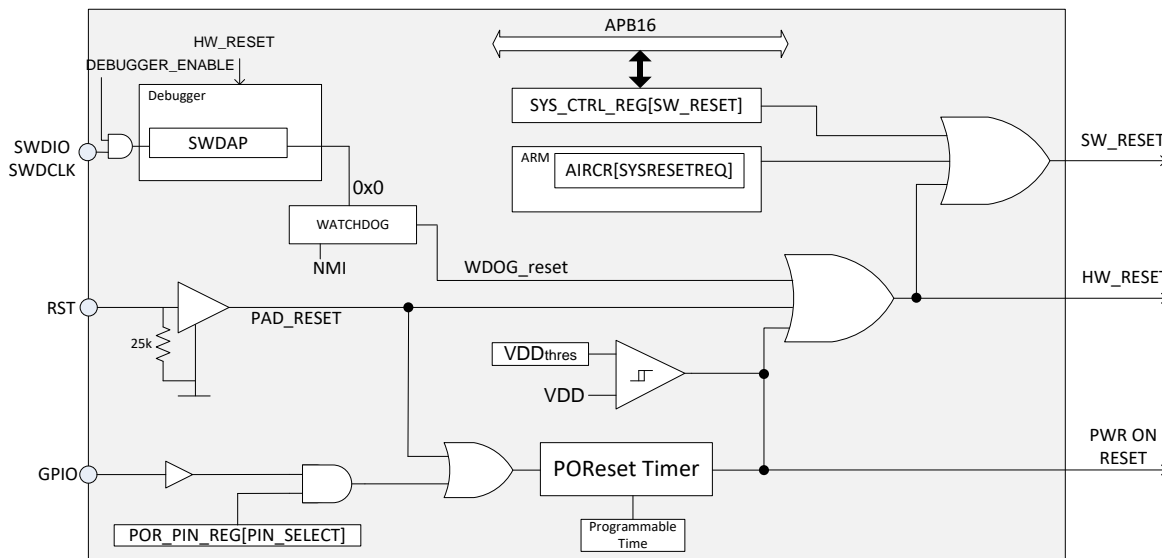 HW_RESET
DEBUGGER_ENABLE
Debugger
SWDAP
SWDIO
SWDCLK
0x0
WATCHDOG
NMI
APB16
SYS_CTRL_REG[SW_RESET]
ARM
AIRCR[SYSRESETREQ]
SW_RESET
WDOG_reset
HW_RESET
RST
PAD_RESET
25k
VDDthres
VDD
GPIO
POR_PIN_REG[PIN_SELECT]
POReset Timer
Programmable
Time
PWR ON
RESET